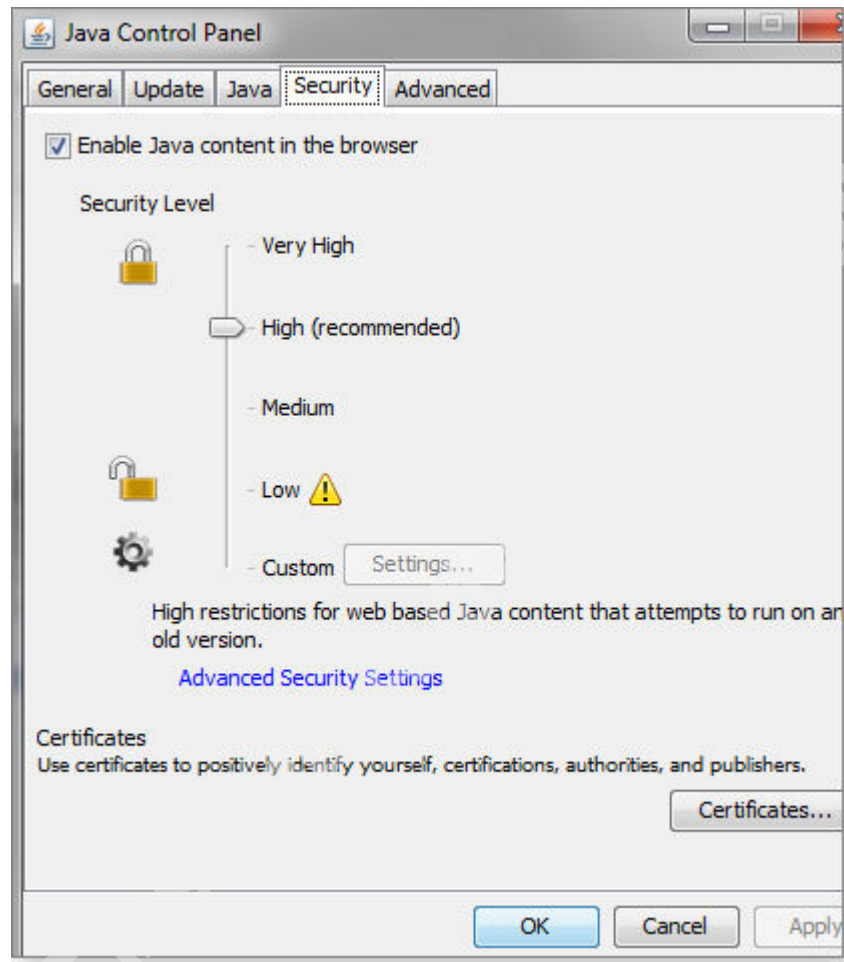 Java Control Panel
General Update Java Security Advanced
Enable Java content in the browser
Security Level
Very High
High (recommended)
Medium
Low
Custom Settings...
High restrictions for web based Java content that attempts to run on an
old version.
Advanced Security Settings
Certificates
Use certificates to positively identify yourself, certifications, authorities, and publishers.
Certificates...
OK Cancel Apply